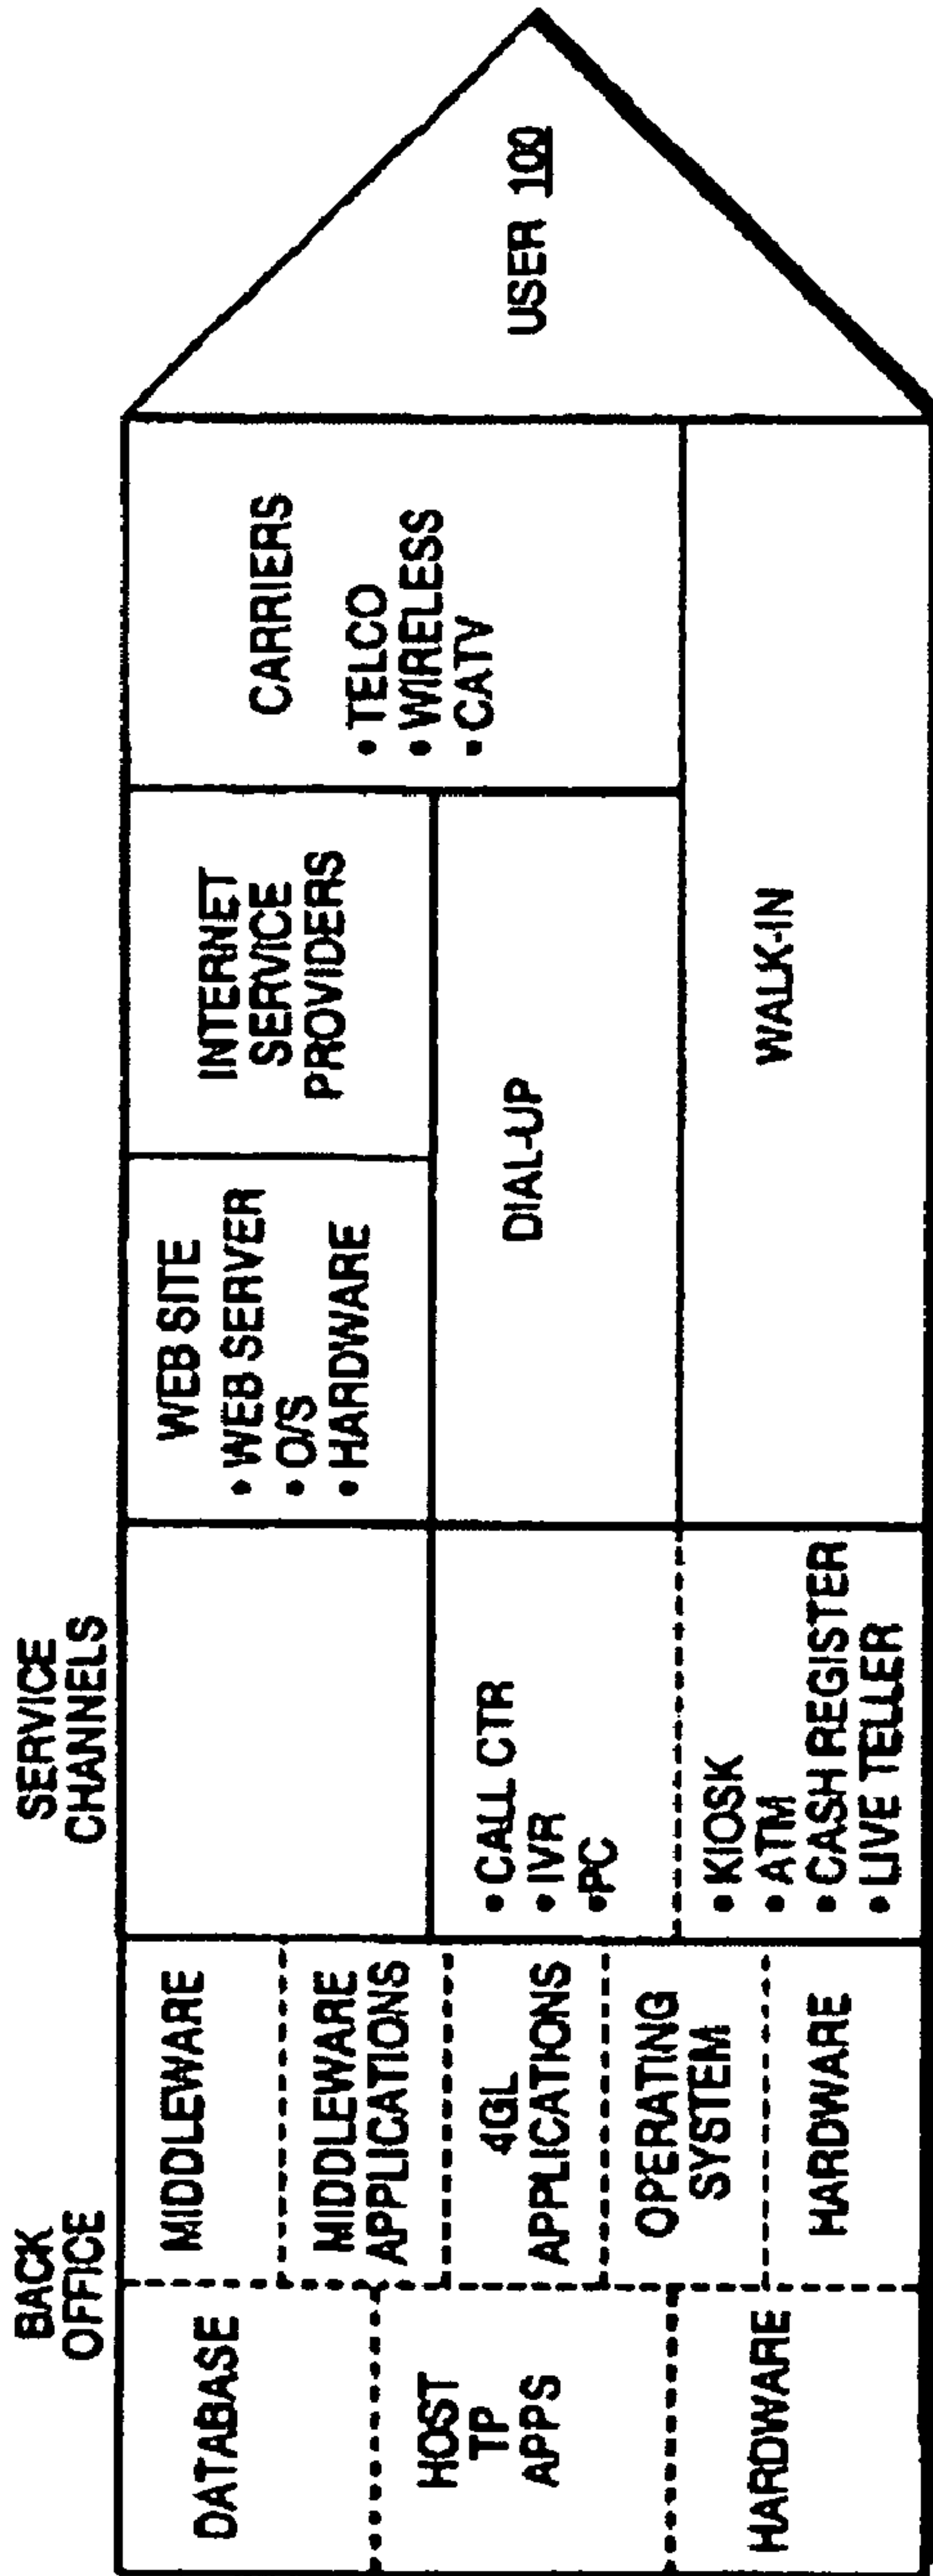 BACK
OFFICE
SERVICE
CHANNELS
DATABASE
HOST
TP
APPS
HARDWARE
MIDDLEWARE
MIDDLEWARE
APPLICATIONS
4GL
APPLICATIONS
OPERATING
SYSTEM
HARDWARE
• CALL CTR
• IVR
• PC
• KIOSK
• ATM
• CASH REGISTER
• LIVE TELLER
WEB SITE
• WEB SERVER
• O/S
• HARDWARE
INTERNET
SERVICE
PROVIDERS
DIAL-UP
WALK-IN
CARRIERS
• TELCO
• WIRELESS
• CATV
USER 100